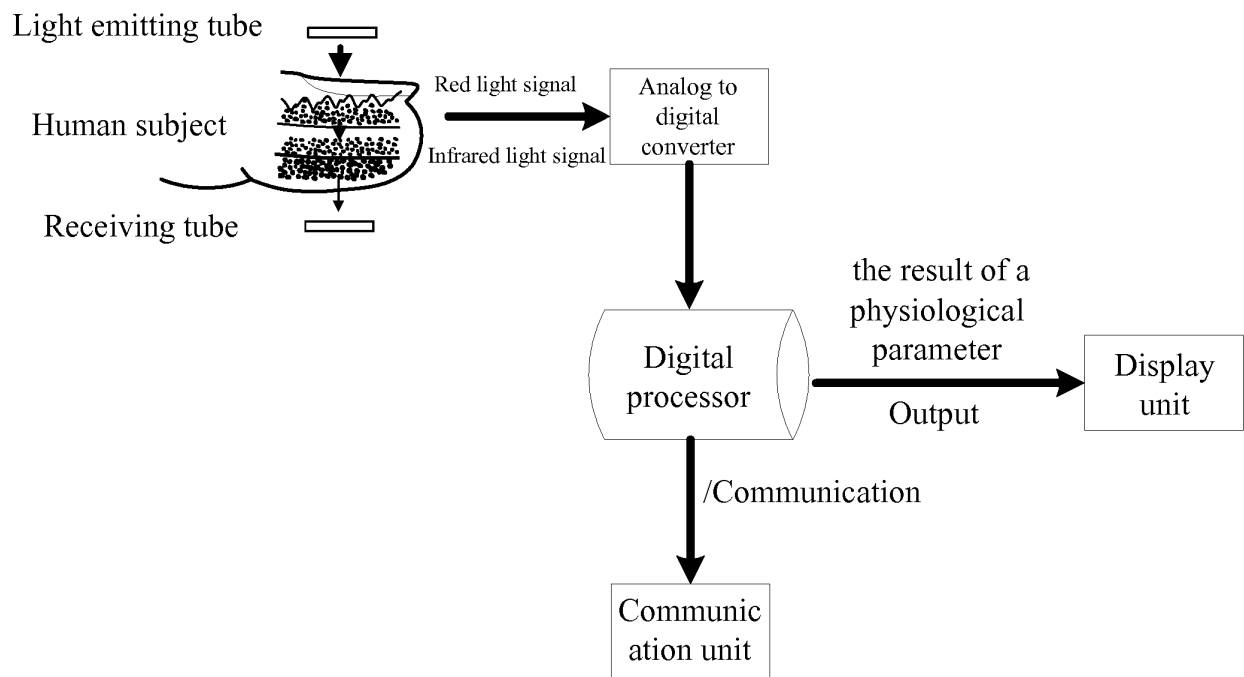 Light emitting tube
Human subject
Receiving tube
Red light signal
Infrared light signal
Analog to
digital
converter
the result of a
physiological
parameter
Output
Digital
processor
Display
unit
/Communication
Communic
ation unit